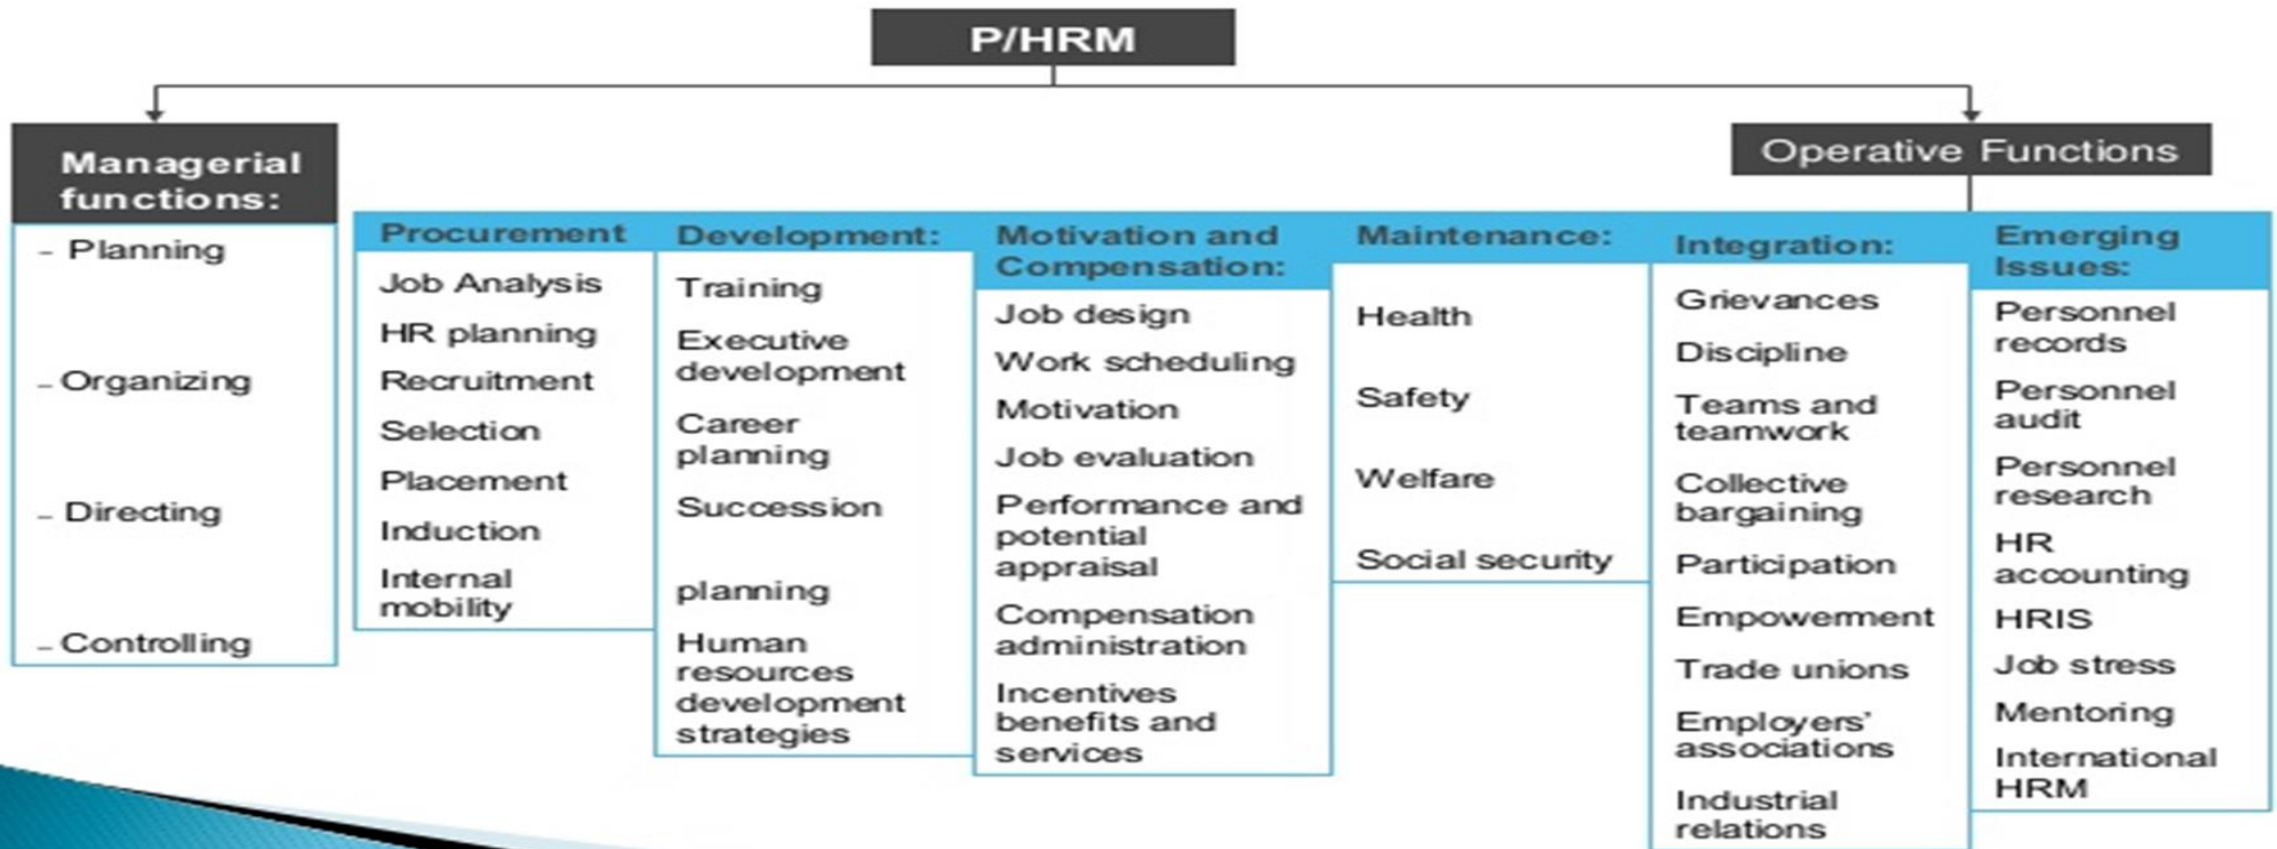 P/HRM
Managerial
functions:
– Planning
– Organizing
– Directing
– Controlling
Operative Functions
Procurement
Job Analysis
HR planning
Recruitment
Selection
Placement
Induction
Internal
mobility
Development:
Training
Executive
development
Career
planning
Succession
planning
Human
resources
development
strategies
Motivation and
Compensation:
Job design
Work scheduling
Motivation
Job evaluation
Performance and
potential
appraisal
Compensation
administration
Incentives
benefits and
services
Maintenance:
Health
Safety
Welfare
Social security
Integration:
Grievances
Discipline
Teams and
teamwork
Collective
bargaining
Participation
Empowerment
Trade unions
Employers'
associations
Industrial
relations
Emerging
Issues:
Personnel
records
Personnel
audit
Personnel
research
HR
accounting
HRIS
Job stress
Mentoring
International
HRM